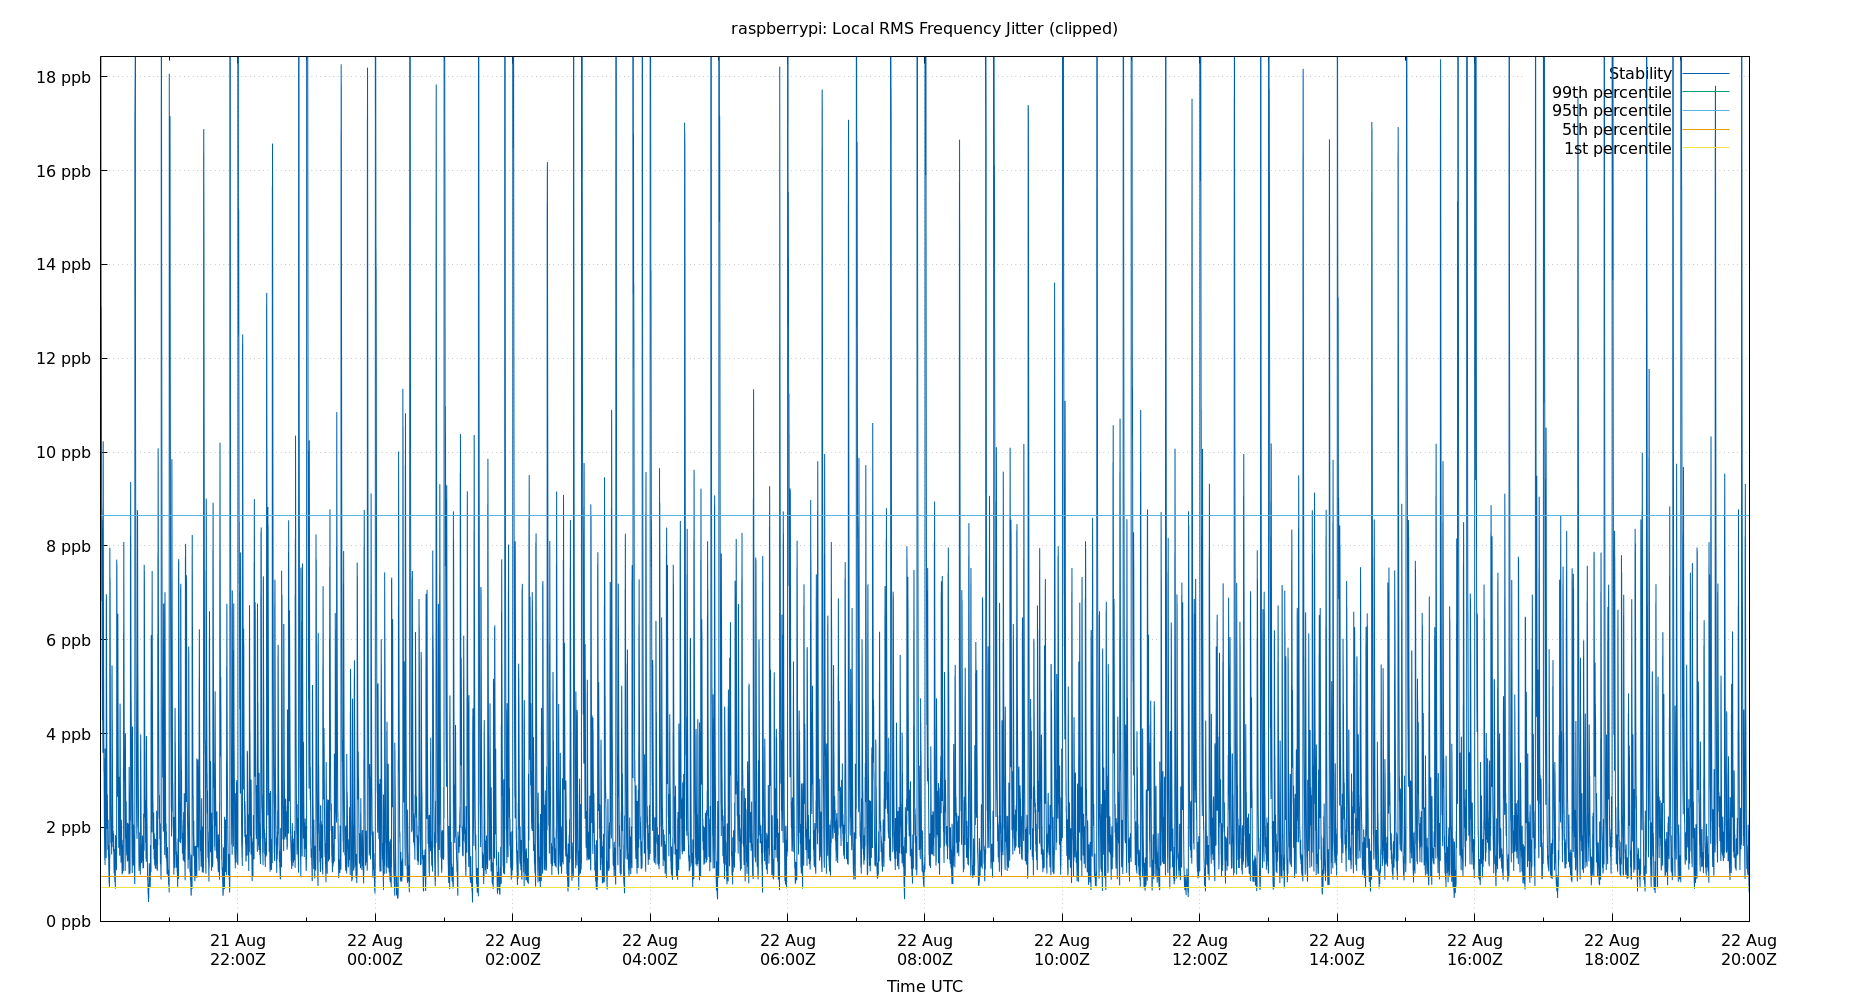 raspberrypi: Local RMS Frequency Jitter (clipped)
18 ppb
16 ppb
14 ppb
12 ppb
10 ppb
8 ppb
6 ppb
4 ppb
2 ppb
0 ppb
Stability
99th percentile
95th percentile
5th percentile
1st percentile
21 Aug 22 Aug 22 Aug 22 Aug 22 Aug 22 Aug 22 Aug 22 Aug 22 Aug 22 Aug 22 Aug 22 Aug
22:00Z 00:00Z 02:00Z 04:00Z 06:00Z 08:00Z 10:00Z 12:00Z 14:00Z 16:00Z 18:00Z 20:00Z
Time UTC